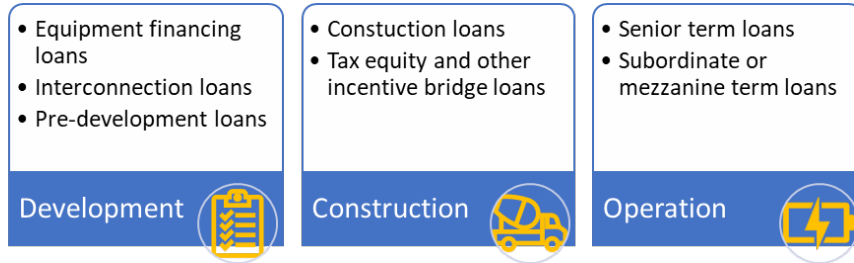 • Equipment financing
loans
• Interconnection loans
• Pre-development loans
Development
• Constuction loans
• Tax equity and other
incentive bridge loans
Construction
• Senior term loans
• Subordinate or
mezzanine term loans
Operation